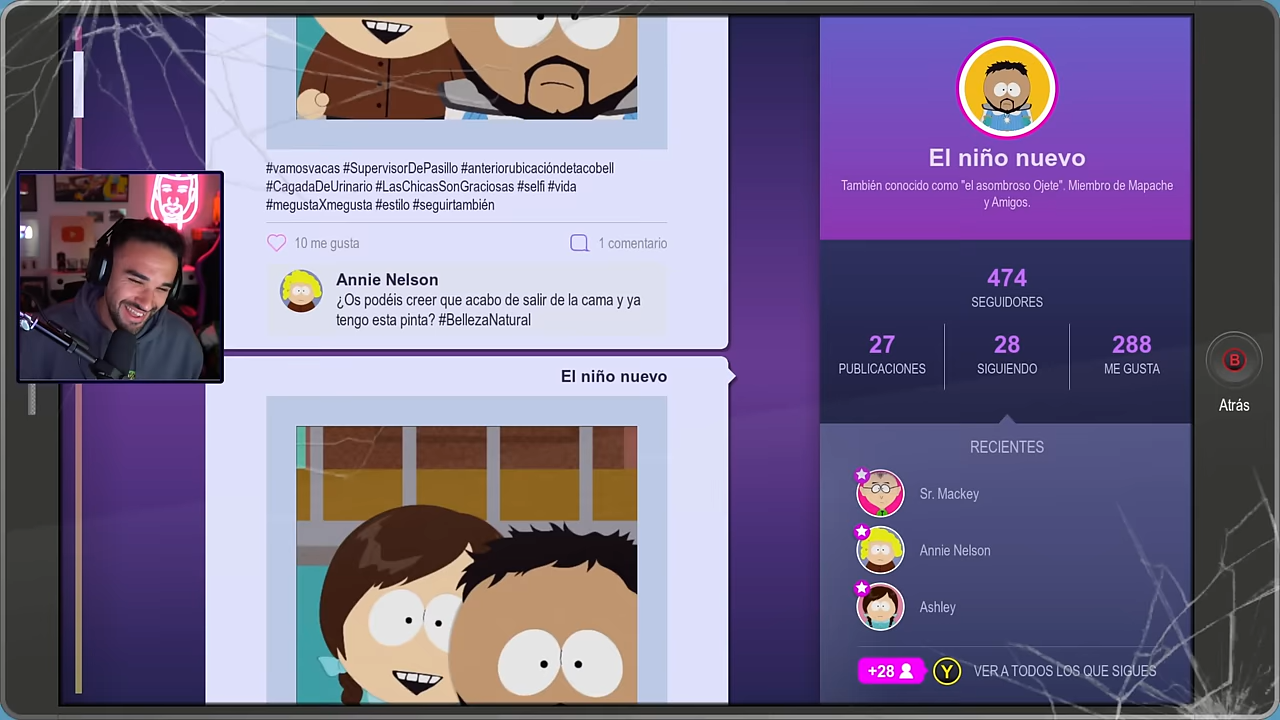 #vamosvacas #SupervisorDePasillo #anteriorubicacióndetacobell
#CagadaDeUrinario #LasChicasSonGraciosas #selfi #vida
#megustaXmegusta #estilo #seguirtambién
10 me gusta
1 comentario
Annie Nelson
¿Os podéis creer que acabo de salir de la cama y ya
tengo esta pinta? #BellezaNatural
El niño nuevo
El niño nuevo
También conocido como "el asombroso Ojete". Miembro de Mapache
y Amigos.
474
SEGUIDORES
27
PUBLICACIONES
28
SIGUIENDO
288
ME GUSTA
RECIENTES
Sr. Mackey
Annie Nelson
Ashley
+28
Y
VER A TODOS LOS QUE SIGUES
B
Atrás